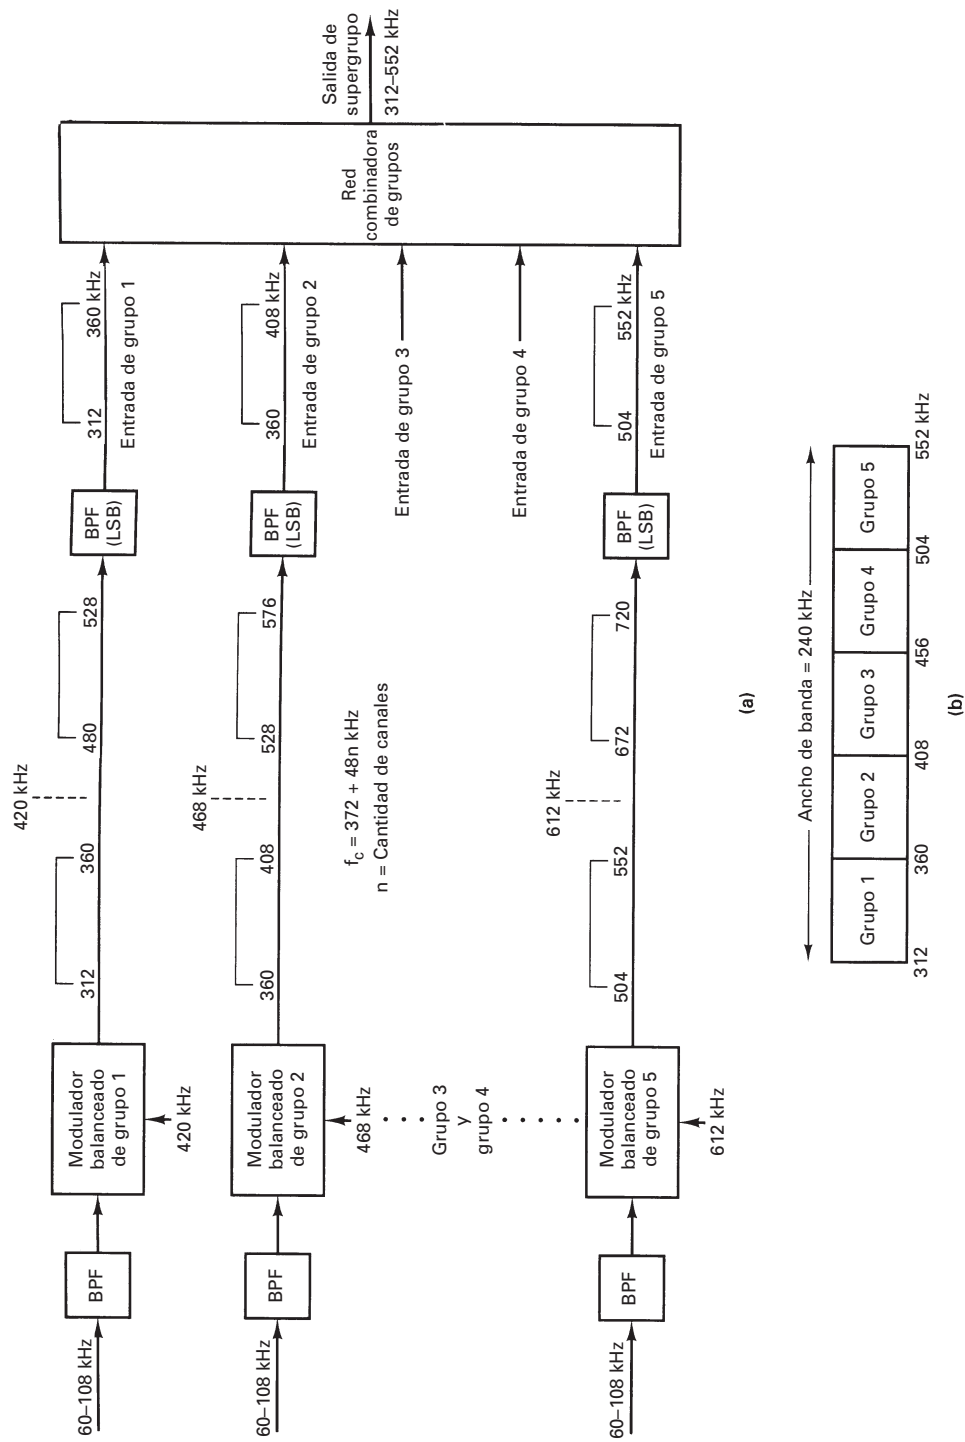 60–108 kHz
BPF
Modulador
balanceado
de grupo 1
420 kHz
312
360
420 kHz
480
528
BPF
(LSB)
312
360 kHz
Entrada de grupo 1
60–108 kHz
BPF
Modulador
balanceado
de grupo 2
468 kHz
360
408
468 kHz
528
576
BPF
(LSB)
360
408 kHz
Entrada de grupo 2
Grupo 3
y
grupo 4
f_c = 372 + 48n kHz
n = Cantidad de canales
Entrada de grupo 3
Entrada de grupo 4
60–108 kHz
BPF
Modulador
balanceado
de grupo 5
612 kHz
504
552
612 kHz
672
720
BPF
(LSB)
504
552 kHz
Entrada de grupo 5
Red
combinadora
de grupos
Salida de
supergrupo
312–552 kHz
(a)
Ancho de banda = 240 kHz
Grupo 1
Grupo 2
Grupo 3
Grupo 4
Grupo 5
312
360
408
456
504
552 kHz
(b)